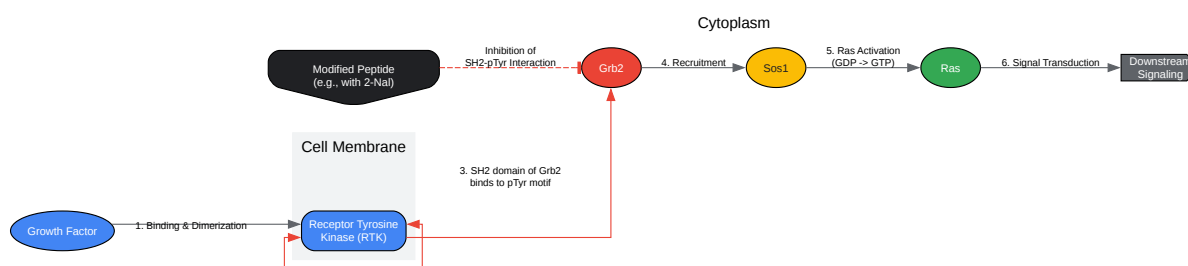 Cytoplasm
Modified Peptide
(e.g., with 2-Nal)
Inhibition of
SH2-pTyr Interaction
Grb2
4. Recruitment
Sos1
5. Ras Activation
(GDP -> GTP)
Ras
6. Signal Transduction
Downstream
Signaling
Cell Membrane
3. SH2 domain of Grb2
binds to pTyr motif
Growth Factor
1. Binding & Dimerization
Receptor Tyrosine
Kinase (RTK)